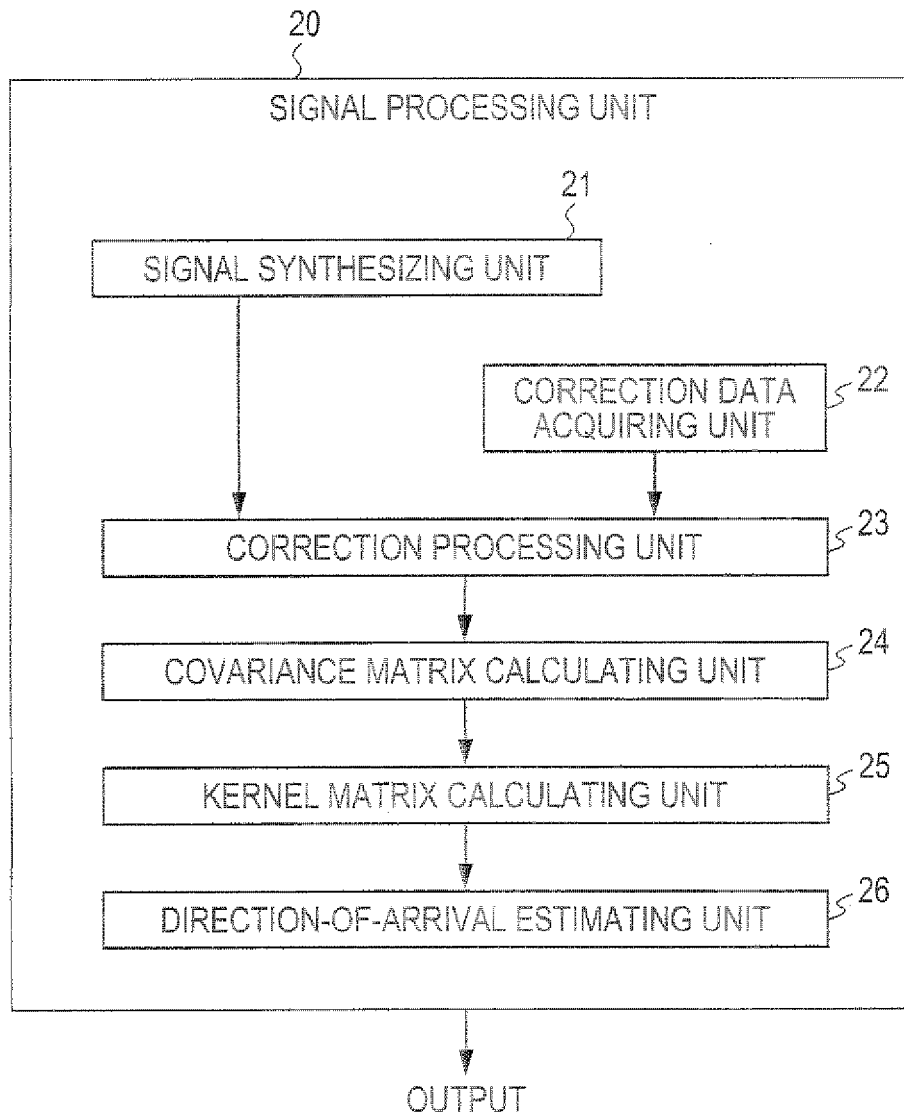 20
SIGNAL PROCESSING UNIT
21
SIGNAL SYNTHESIZING UNIT
CORRECTION DATA
ACQUIRING UNIT
22
CORRECTION PROCESSING UNIT
23
COVARIANCE MATRIX CALCULATING UNIT
24
KERNEL MATRIX CALCULATING UNIT
25
DIRECTION-OF-ARRIVAL ESTIMATING UNIT
26
OUTPUT